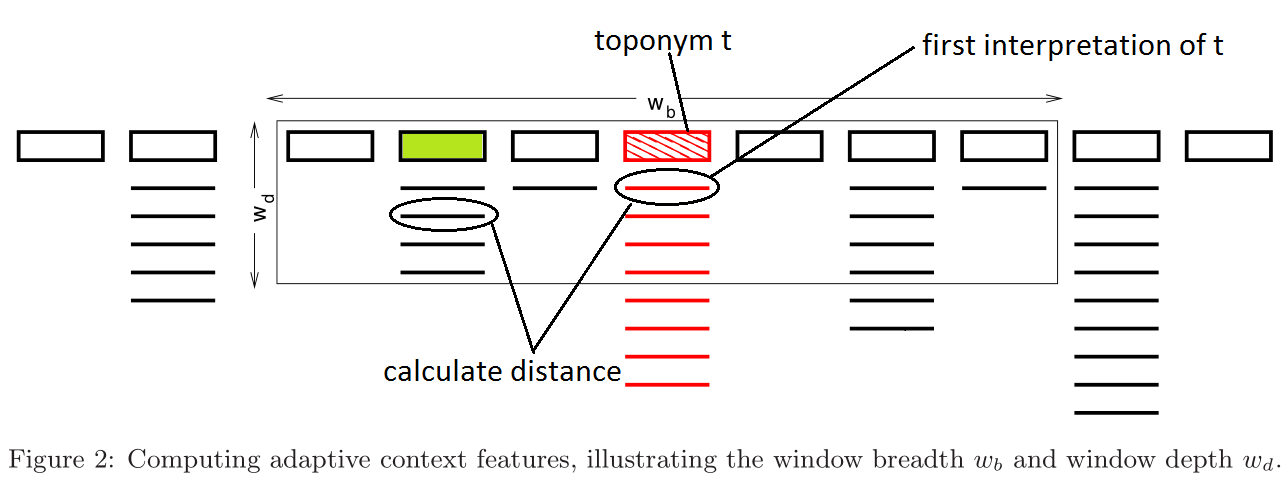 toponym t
first interpretation of t
w_b
w_d
calculate distance
Figure 2: Computing adaptive context features, illustrating the window breadth w_b and window depth w_d.